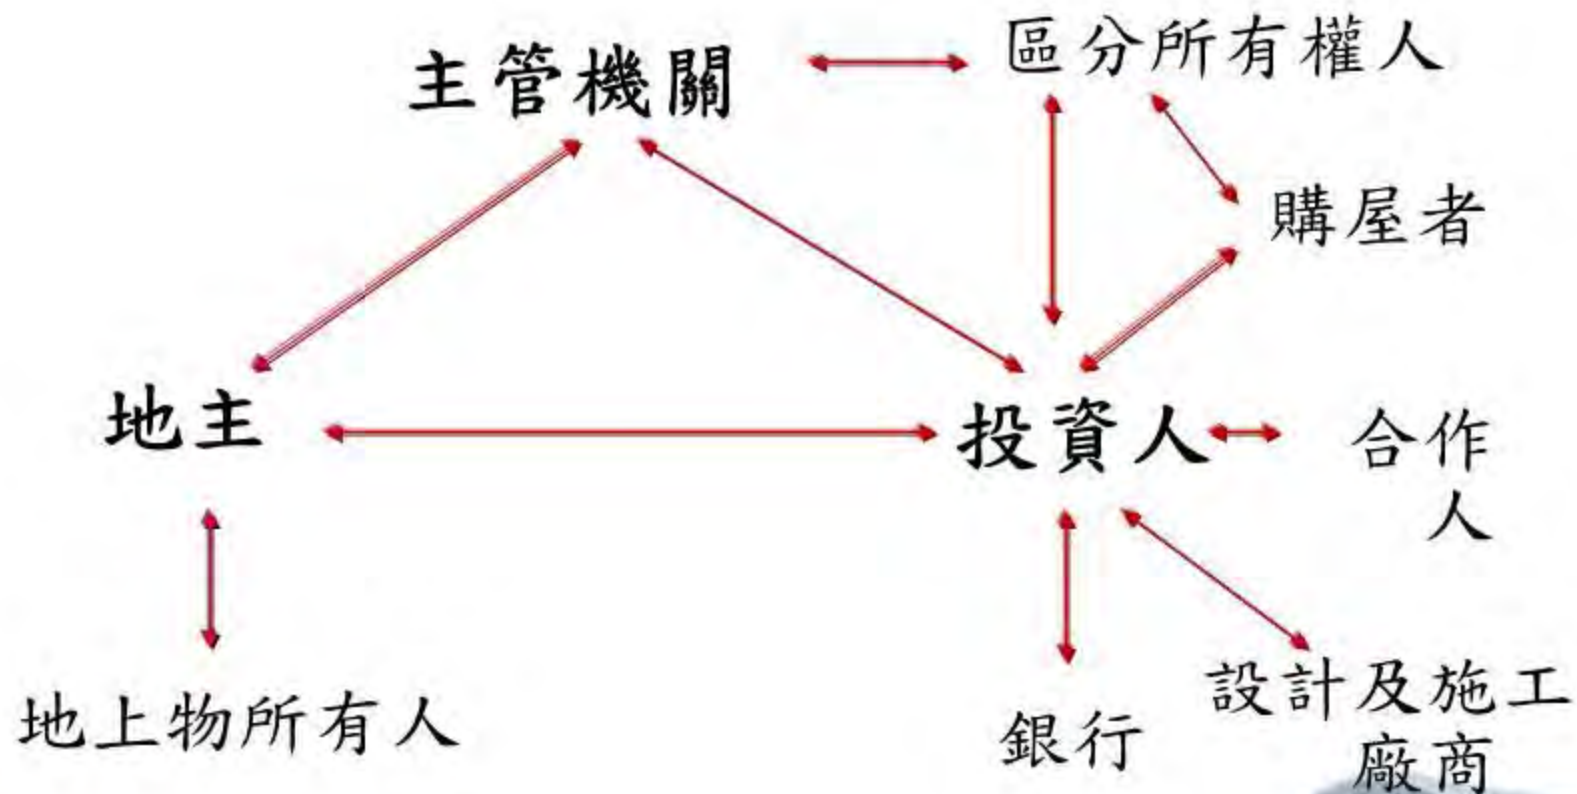 主管機關
區分所有權人
購屋者
地主
投資人
合作
人
地上物所有人
銀行
設計及施工
廠商